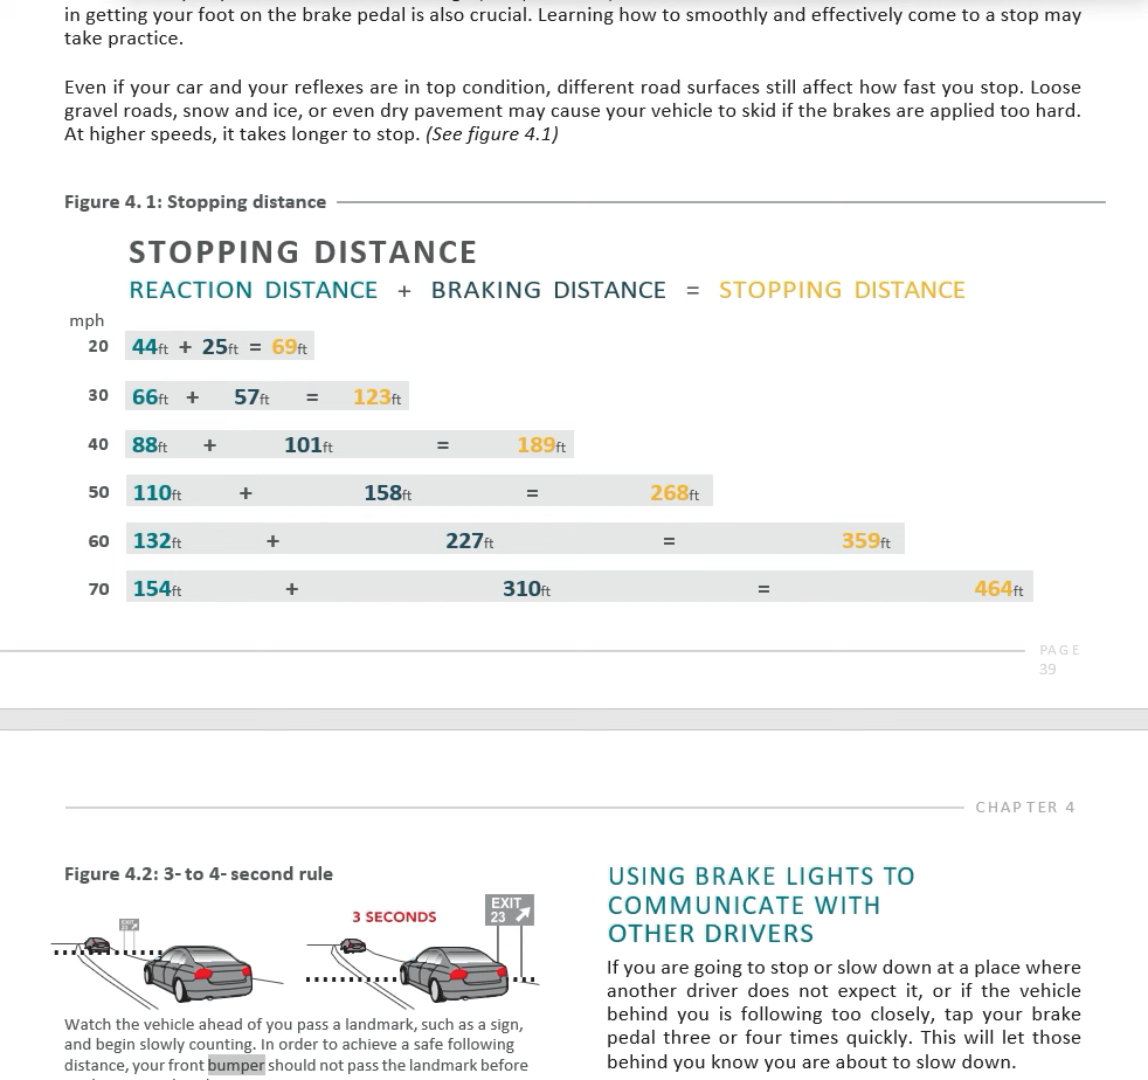 in getting your foot on the brake pedal is also crucial. Learning how to smoothly and effectively come to a stop may
take practice.
Even if your car and your reflexes are in top condition, different road surfaces still affect how fast you stop. Loose
gravel roads, snow and ice, or even dry pavement may cause your vehicle to skid if the brakes are applied too hard.
At higher speeds, it takes longer to stop. (See figure 4.1)
Figure 4. 1: Stopping distance
STOPPING DISTANCE
REACTION DISTANCE + BRAKING DISTANCE = STOPPING DISTANCE
mph
20 44ft + 25ft = 69ft
30 66ft + 57ft = 123ft
40 88ft + 101ft = 189ft
50 110ft + 158ft = 268ft
60 132ft + 227ft = 359ft
70 154ft + 310ft = 464ft
PAGE
39
CHAPTER 4
Figure 4.2: 3- to 4- second rule
3 SECONDS
EXIT
23
Watch the vehicle ahead of you pass a landmark, such as a sign,
and begin slowly counting. In order to achieve a safe following
distance, your front bumper should not pass the landmark before
USING BRAKE LIGHTS TO
COMMUNICATE WITH
OTHER DRIVERS
If you are going to stop or slow down at a place where
another driver does not expect it, or if the vehicle
behind you is following too closely, tap your brake
pedal three or four times quickly. This will let those
behind you know you are about to slow down.